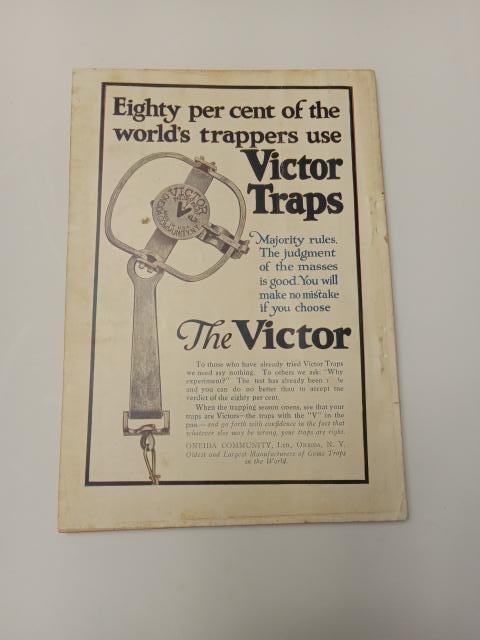 Eighty per cent of the
world's trappers use
Victor
Traps
VICTOR
Majority rules.
The judgment
of the masses
is good. You will
make no mistake
if you choose
The Victor
To those who have already tried Victor Traps
we need say nothing. To others we ask: "Why
experiment?" The test has already been
and you can do no better than to accept the
verdict of the eighty per cent.
When the trapping season opens, see that your
traps are Victors—the traps with the "V" in the
pan—and go forth with confidence in the fact that
whatever else may be wrong, your traps are right.
ONEIDA COMMUNITY, LTD., ONEIDA, N. Y.
Oldest and Largest Manufacturers of Game Traps
in the World.